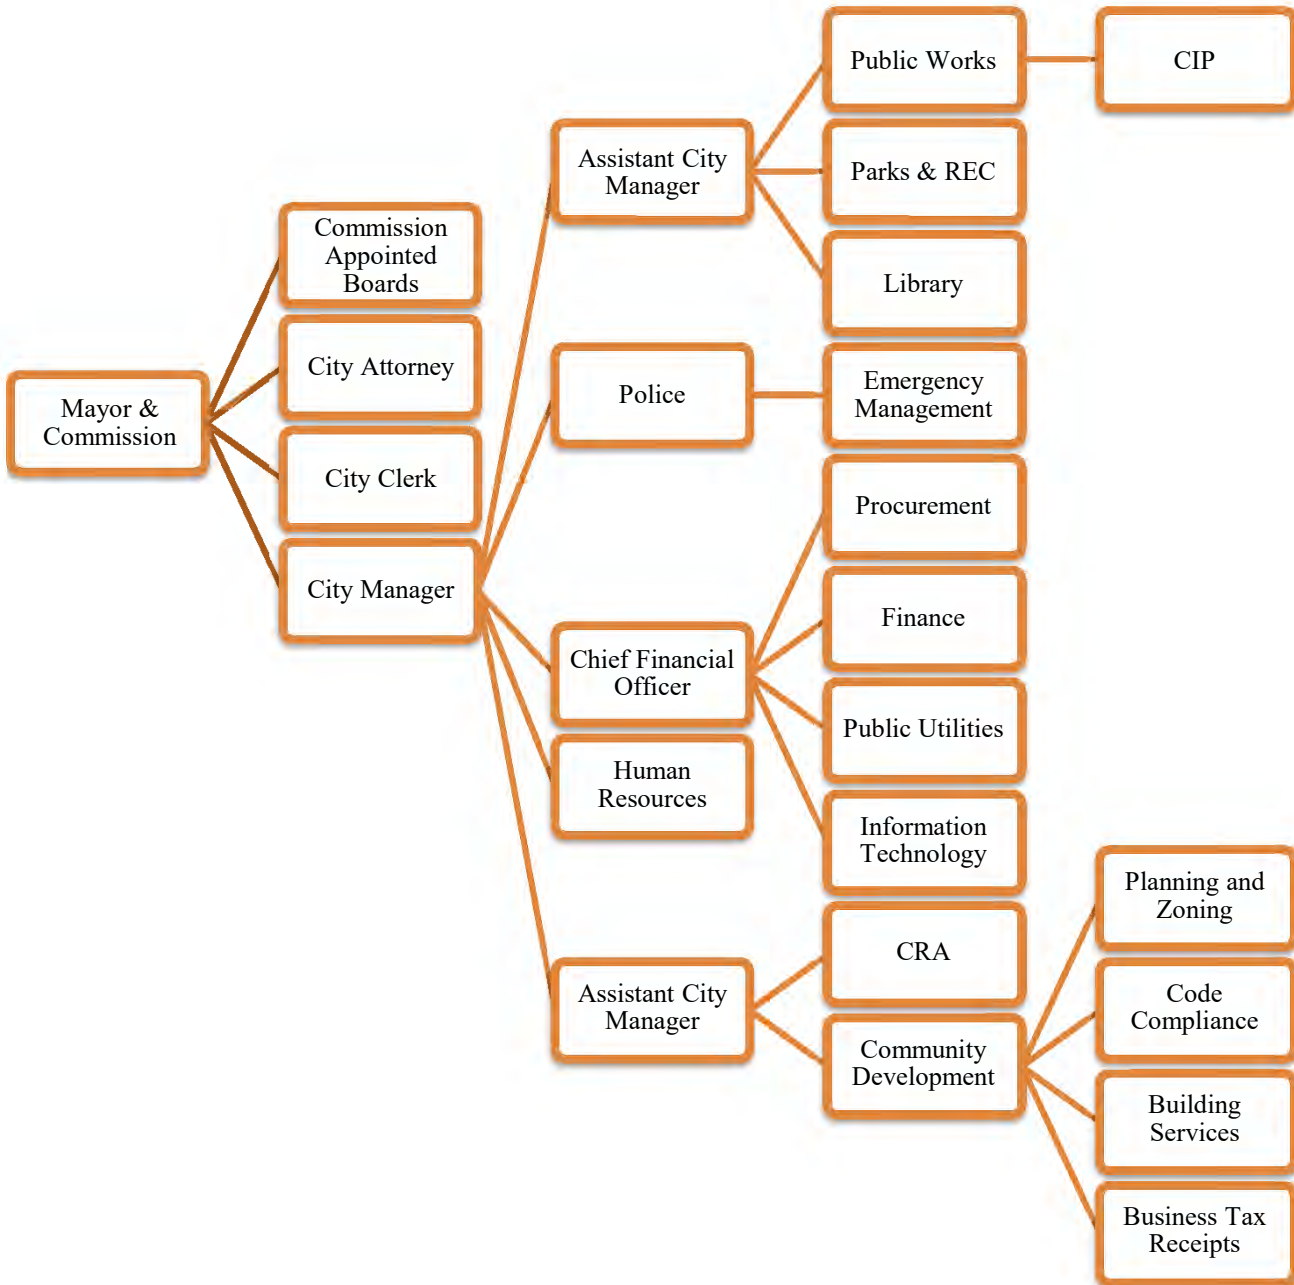 Mayor &
Commission
Commission
Appointed
Boards
City Attorney
City Clerk
City Manager
Assistant City
Manager
Public Works
CIP
Parks & REC
Library
Police
Emergency
Management
Chief Financial
Officer
Procurement
Finance
Public Utilities
Information
Technology
Human
Resources
Assistant City
Manager
CRA
Community
Development
Planning and
Zoning
Code
Compliance
Building
Services
Business Tax
Receipts